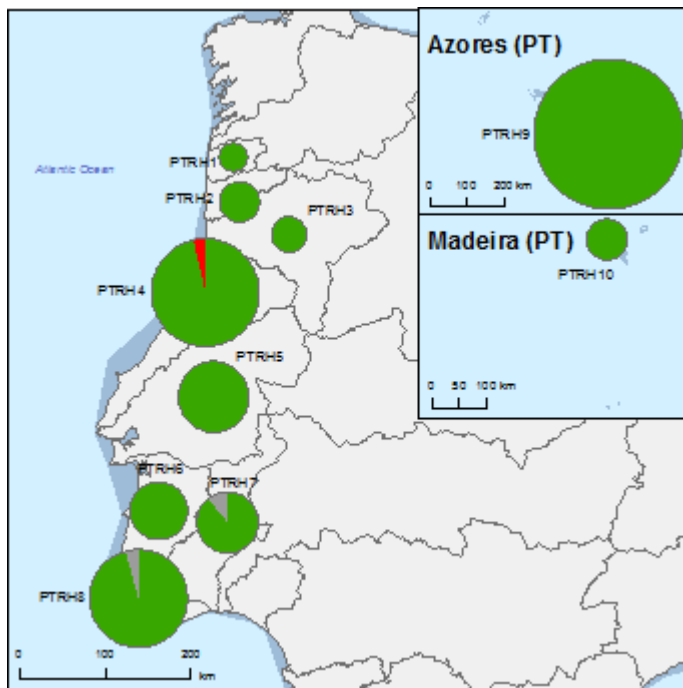 Azores (PT)
PTRH9
0 100 200 km
Madeira (PT)
PTRH10
0 50 100 km
Atlantic Ocean
PTRH1
PTRH2
PTRH3
PTRH4
PTRH5
PTRH6
PTRH7
PTRH8
0 100 200
km